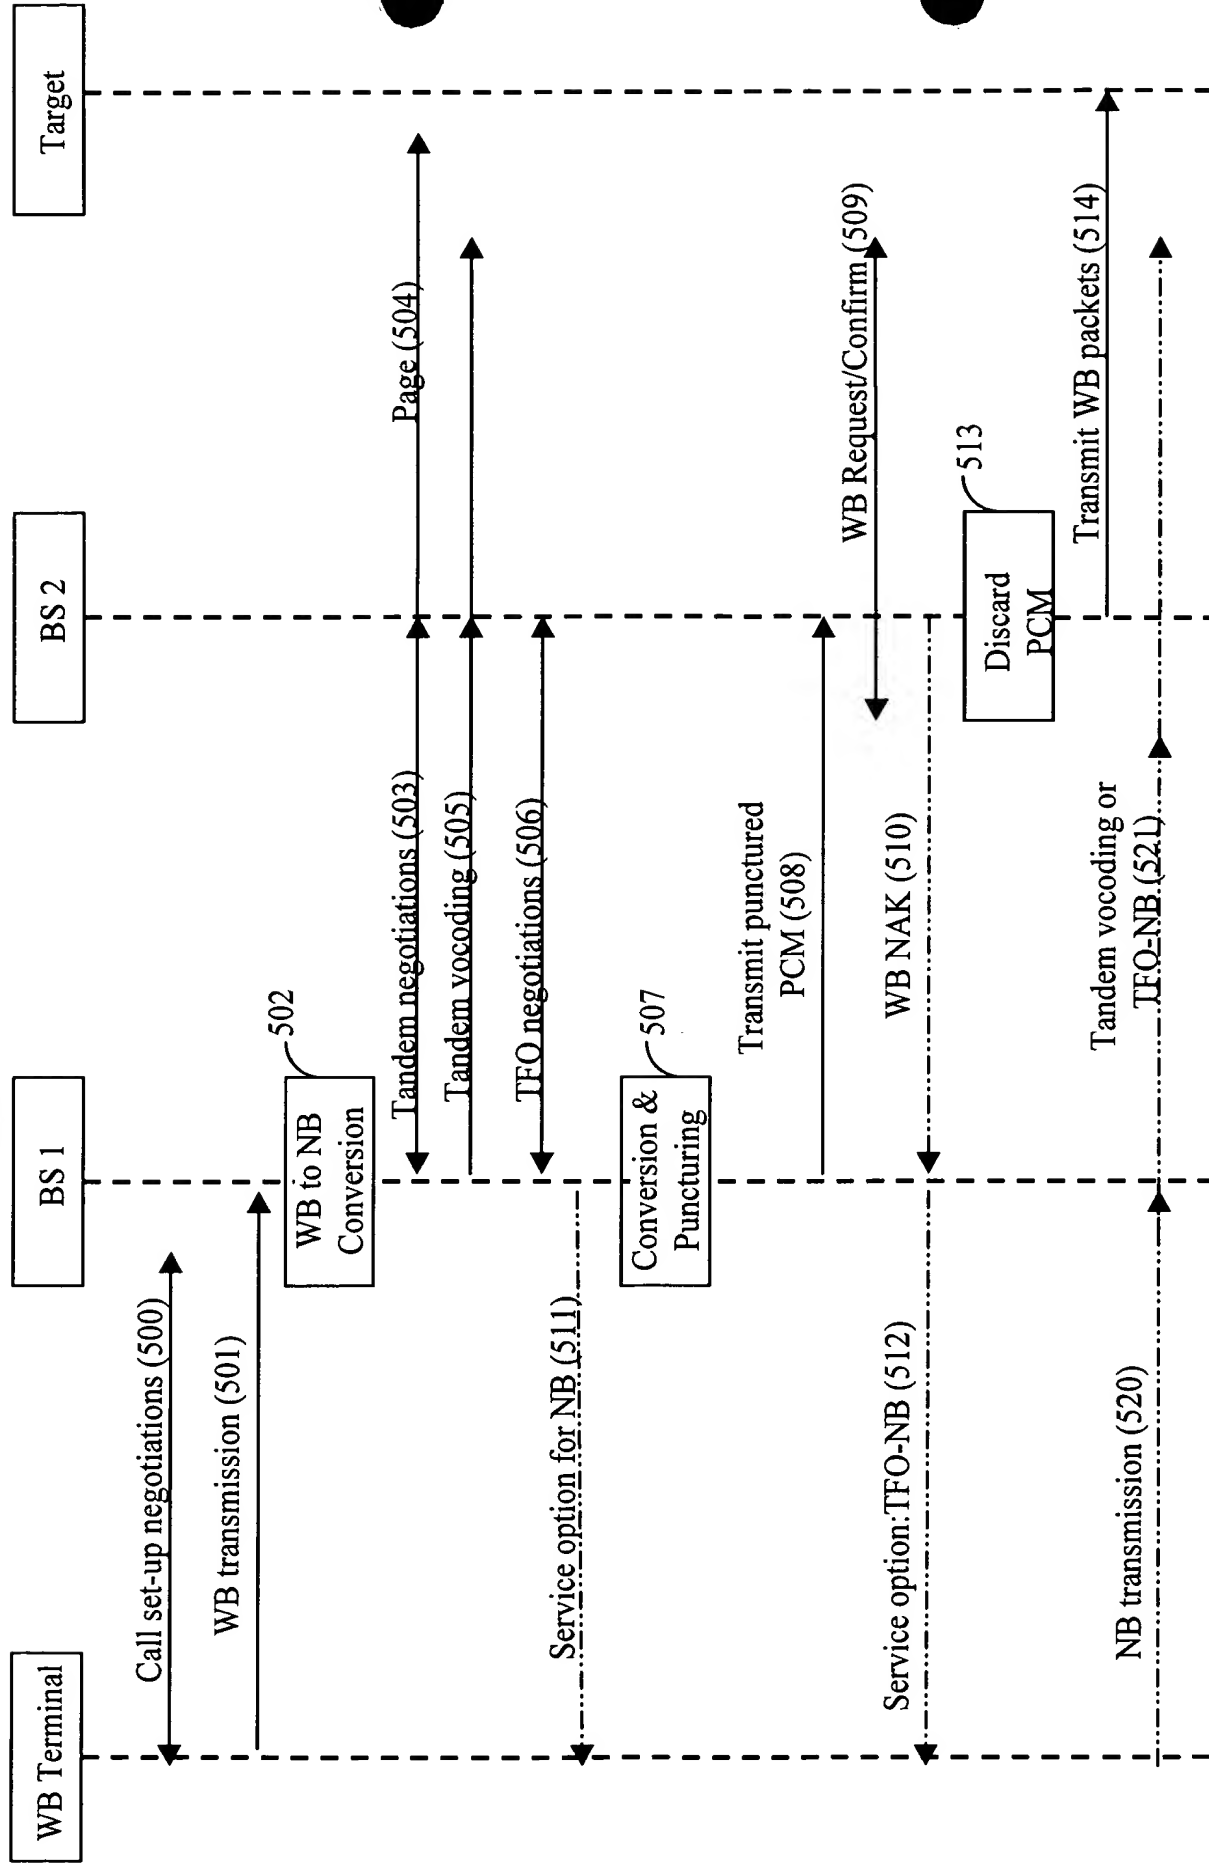 WB Terminal
BS 1
BS 2
Target
Call set-up negotiations (500)
WB transmission (501)
502
WB to NB
Conversion
Tandem negotiations (503)
Page (504)
Tandem vocoding (505)
TFO negotiations (506)
Service option for NB (511)
507
Conversion &
Puncturing
Transmit punctured
PCM (508)
WB Request/Confirm (509)
WB NAK (510)
Service option:TFO-NB (512)
513
Discard
PCM
Transmit WB packets (514)
NB transmission (520)
Tandem vocoding or
TFO-NB (521)